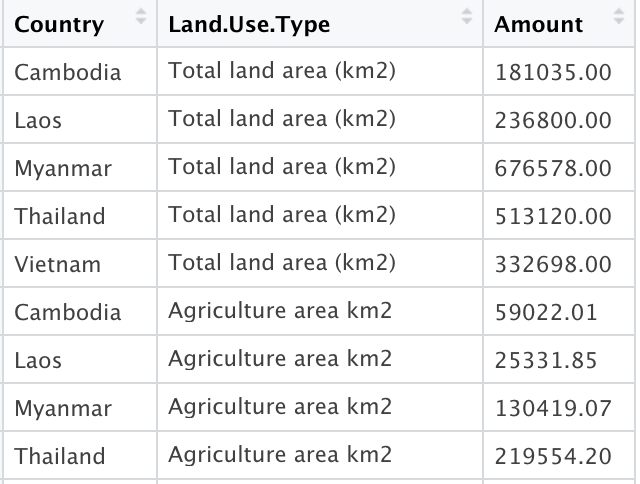 Country Land.Use.Type Amount
Cambodia Total land area (km2) 181035.00
Laos Total land area (km2) 236800.00
Myanmar Total land area (km2) 676578.00
Thailand Total land area (km2) 513120.00
Vietnam Total land area (km2) 332698.00
Cambodia Agriculture area km2 59022.01
Laos Agriculture area km2 25331.85
Myanmar Agriculture area km2 130419.07
Thailand Agriculture area km2 219554.20